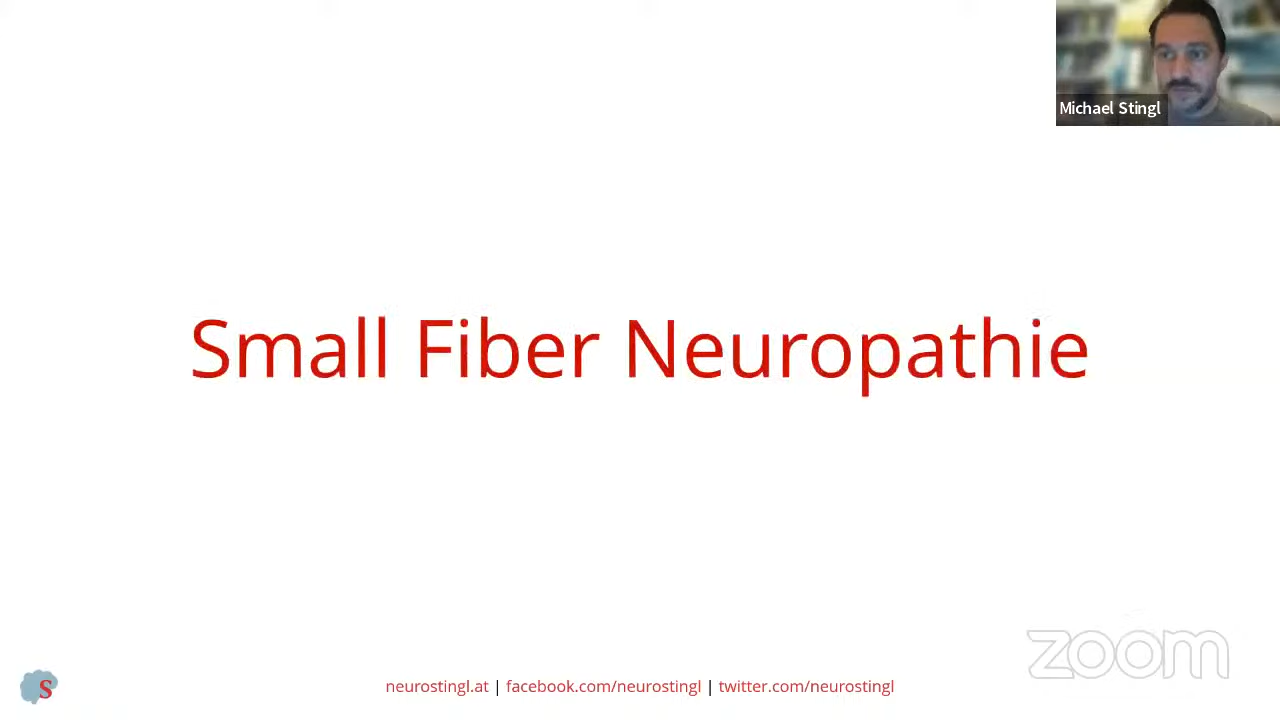 Michael Stingl
Small Fiber Neuropathie
zoom
S
neurostingl.at | facebook.com/neurostingl | twitter.com/neurostingl